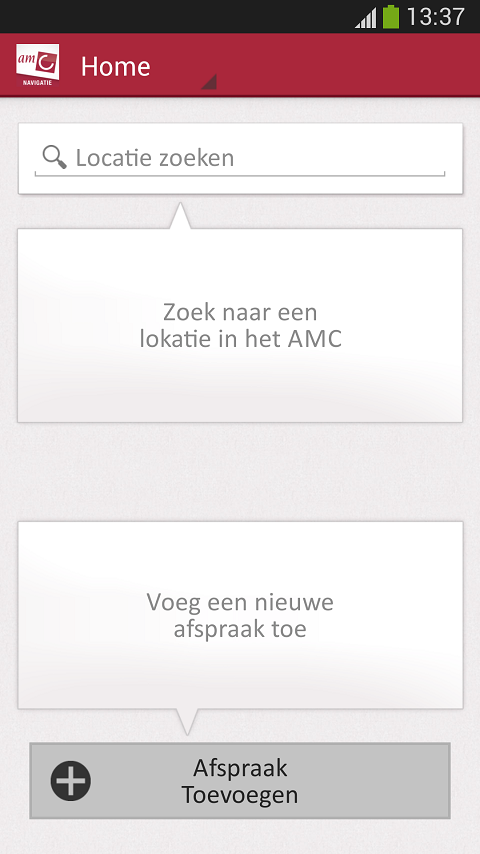 13:37
amC
NAVIGATIE
Home
Locatie zoeken
Zoek naar een
lokatie in het AMC
Voeg een nieuwe
afspraak toe
Afspraak
Toevoegen